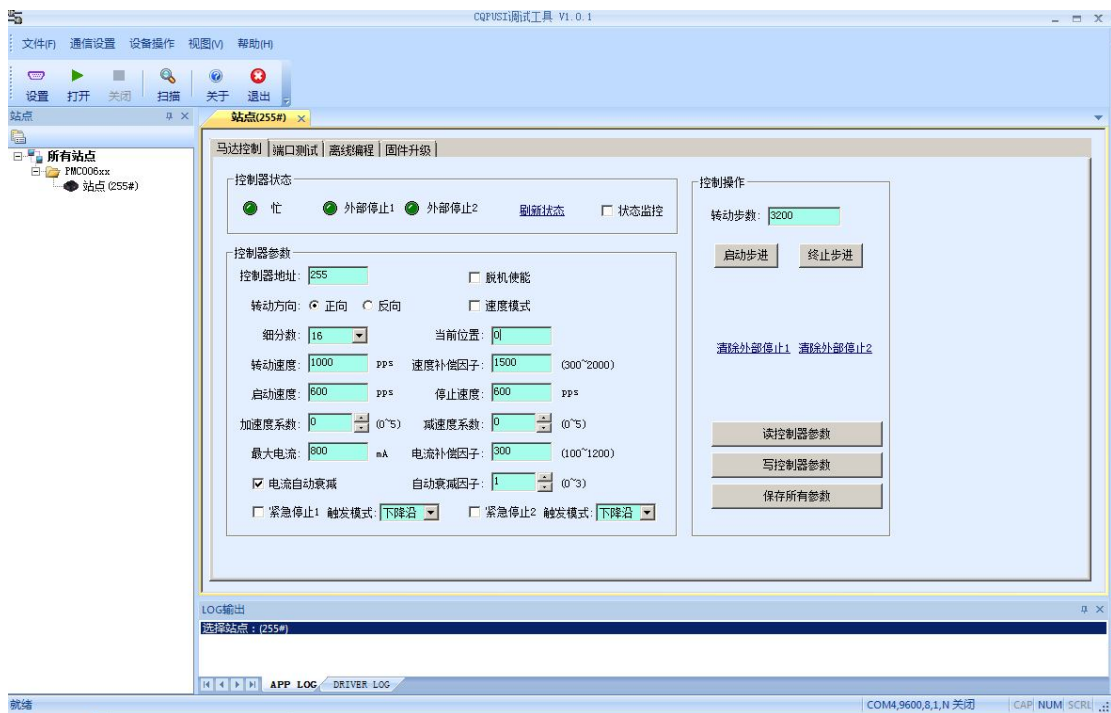 CQPUSI调试工具 V1.0.1
文件(F) 通信设置 设备操作 视图(V) 帮助(H)
设置 打开 关闭 扫描 关于 退出
站点
站点(255#)
所有站点
PMC006xx
站点(255#)
马达控制 端口测试 离线编程 固件升级
控制器状态
忙 外部停止1 外部停止2 刷新状态 状态监控
控制器参数
控制器地址: 255 脱机使能
转动方向: 正向 反向 速度模式
细分数: 16 当前位置: 0
转动速度: 1000 pps 速度补偿因子: 1500 (300~2000)
启动速度: 600 pps 停止速度: 600 pps
加速度系数: 0 (0~5) 减速度系数: 0 (0~5)
最大电流: 800 mA 电流补偿因子: 300 (100~1200)
电流自动衰减 自动衰减因子: 1 (0~3)
紧急停止1 触发模式: 下降沿 紧急停止2 触发模式: 下降沿
控制操作
转动步数: 3200
启动步进 终止步进
清除外部停止1 清除外部停止2
读控制器参数
写控制器参数
保存所有参数
LOG输出
选择站点：(255#)
APP LOG DRIVER LOG
就绪 COM4,9600,8,1,N 关闭 CAP NUM SCRL